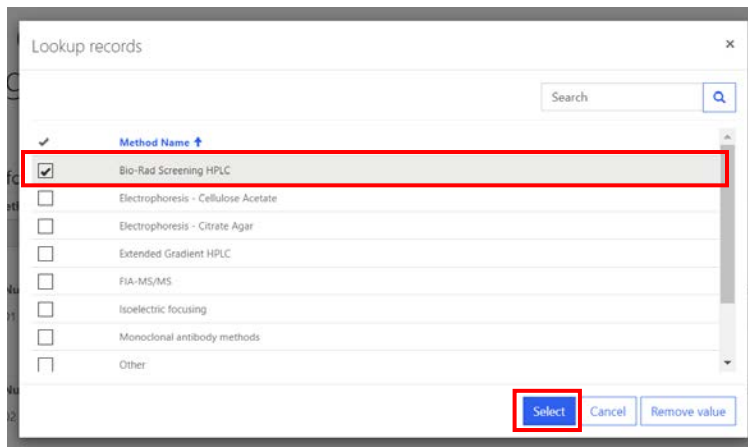 Lookup records
×
Search
Method Name
Bio-Rad Screening HPLC
Electrophoresis - Cellulose Acetate
Electrophoresis - Citrate Agar
Extended Gradient HPLC
FIA-MS/MS
Isoelectric focusing
Monoclonal antibody methods
Other
Select Cancel Remove value